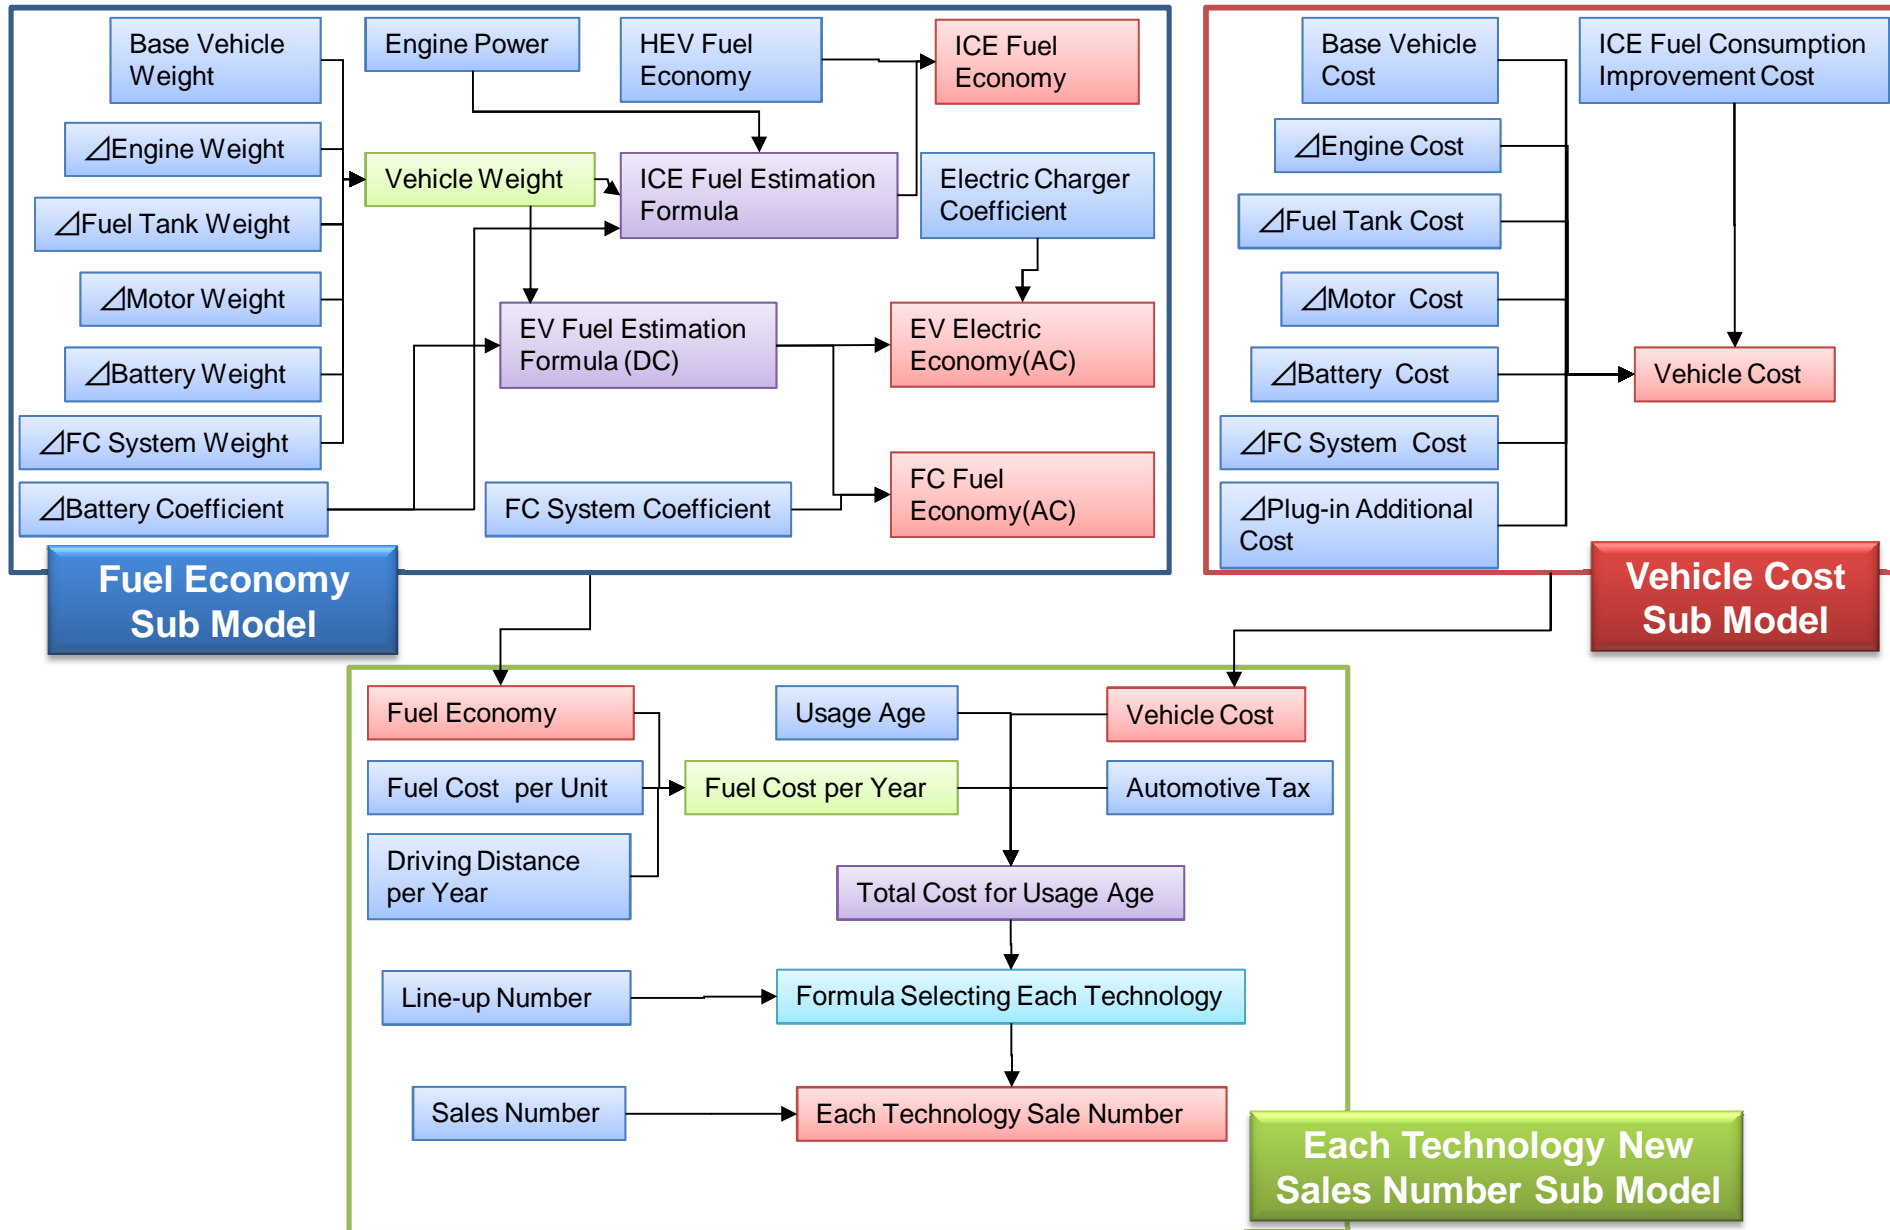 Base Vehicle
Weight
Engine Power
HEV Fuel
Economy
ICE Fuel
Economy
⊿Engine Weight
Vehicle Weight
ICE Fuel Estimation
Formula
Electric Charger
Coefficient
⊿Fuel Tank Weight
⊿Motor Weight
EV Fuel Estimation
Formula (DC)
EV Electric
Economy(AC)
⊿Battery Weight
⊿FC System Weight
⊿Battery Coefficient
FC System Coefficient
FC Fuel
Economy(AC)
Fuel Economy
Sub Model
Base Vehicle
Cost
ICE Fuel Consumption
Improvement Cost
⊿Engine Cost
⊿Fuel Tank Cost
⊿Motor Cost
⊿Battery Cost
Vehicle Cost
⊿FC System Cost
⊿Plug-in Additional
Cost
Vehicle Cost
Sub Model
Fuel Economy
Usage Age
Vehicle Cost
Fuel Cost per Unit
Fuel Cost per Year
Automotive Tax
Driving Distance
per Year
Total Cost for Usage Age
Line-up Number
Formula Selecting Each Technology
Sales Number
Each Technology Sale Number
Each Technology New
Sales Number Sub Model